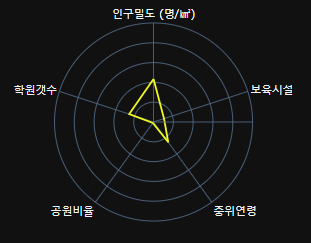 인구밀도 (명/㎢)
학원갯수
보육시설
공원비율
중위연령